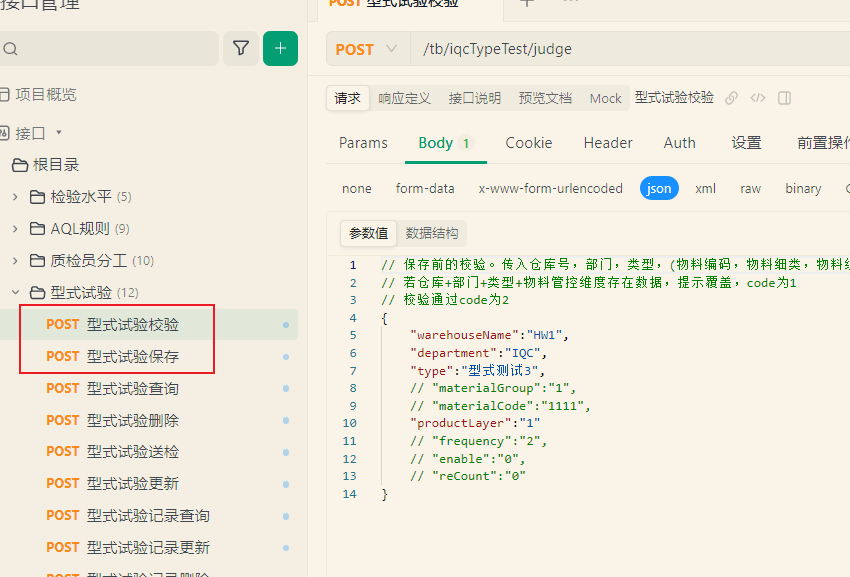 接口管理
POST 型式试验校验
POST /tb/iqcTypeTest/judge
项目概览
请求 响应定义 接口说明 预览文档 Mock 型式试验校验
接口
Params Body 1 Cookie Header Auth 设置 前置操作
根目录
检验水平 (5)
none form-data x-www-form-urlencoded json xml raw binary
AQL规则 (9)
参数值 数据结构
质检员分工 (10)
型式试验 (12)
POST 型式试验校验
POST 型式试验保存
POST 型式试验查询
POST 型式试验删除
POST 型式试验送检
POST 型式试验更新
POST 型式试验记录查询
POST 型式试验记录更新
POST 型式试验记录删除
1 // 保存前的校验。传入仓库号，部门，类型，(物料编码，物料细类，物料组
2 // 若仓库+部门+类型+物料管控维度存在数据，提示覆盖，code为1
3 // 校验通过code为2
4 {
5 "warehouseName":"HW1",
6 "department":"IQC",
7 "type":"型式测试3",
8 // "materialGroup":"1",
9 // "materialCode":"1111",
10 "productLayer":"1"
11 // "frequency":"2",
12 // "enable":"0",
13 // "reCount":"0"
14 }